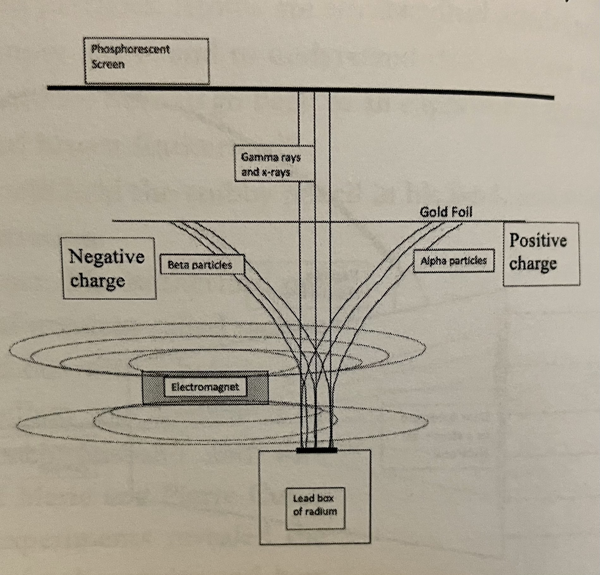 Phosphorescent
Screen
Gamma rays
and x-rays
Gold Foil
Negative
charge
Beta particles
Alpha particles
Positive
charge
Electromagnet
Lead box
of radium